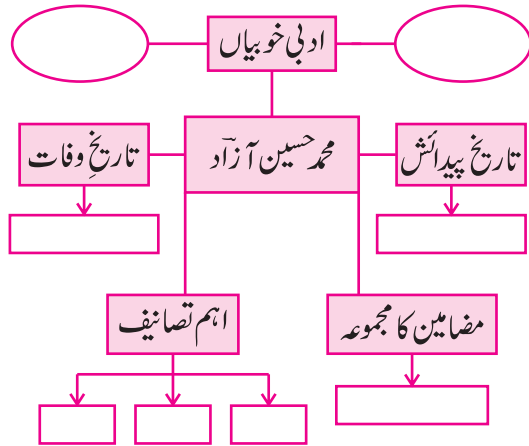 ادبی خوبیاں
تاریخ پیدائش
محمد حسین آزاد
تاریخِ وفات
مضامین کا مجموعہ
اہم تصانیف